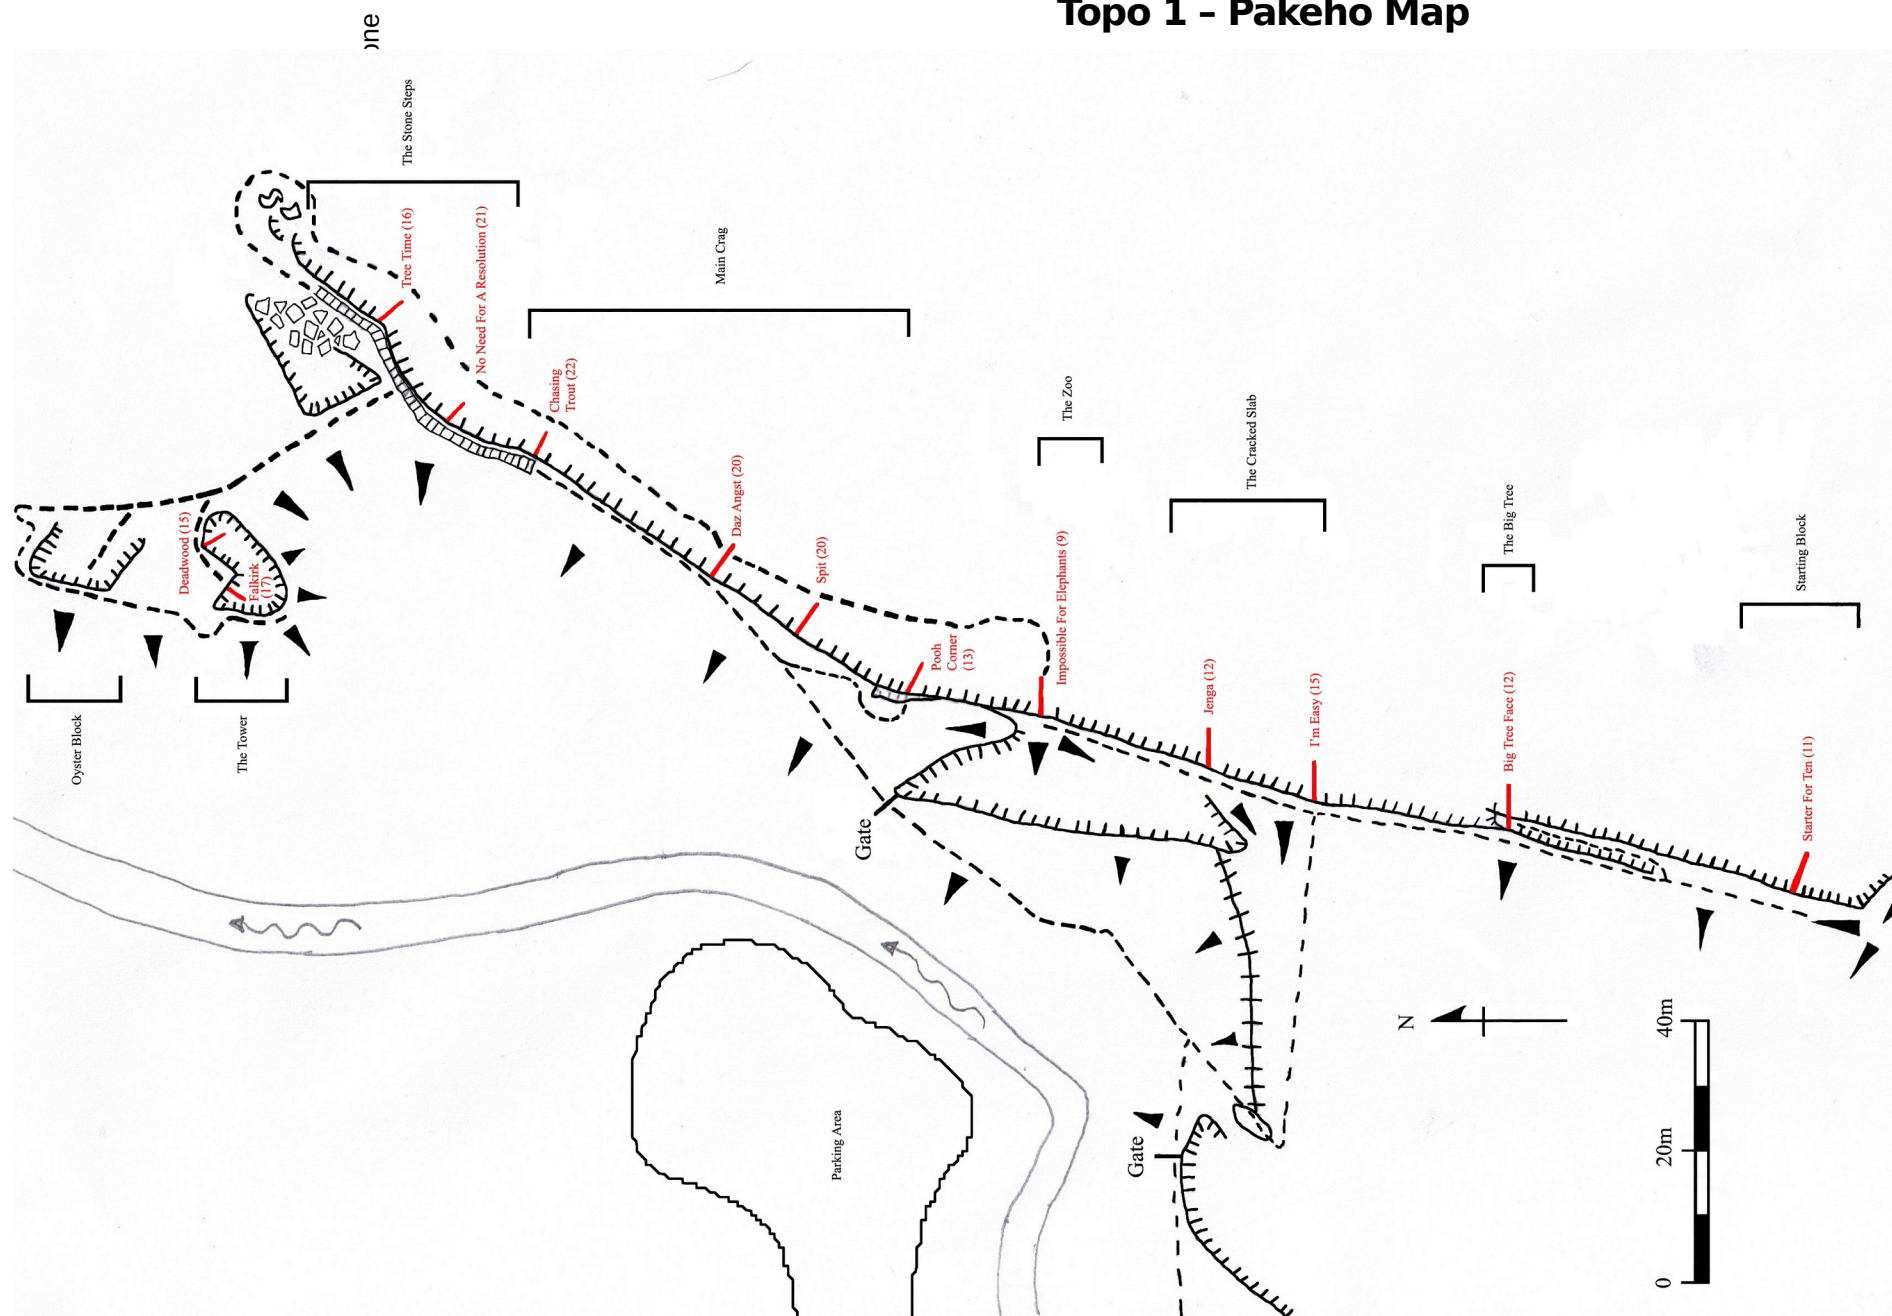 Topo 1 – Pakeho Map
one
The Stone Steps
Tree Time (16)
No Need For A Resolution (21)
Main Crag
Chasing
Trout (22)
Daz Angst (20)
Spit (20)
Pooh
Corner
(13)
The Zoo
Impossible For Elephants (9)
The Cracked Slab
Jenga (12)
I'm Easy (15)
The Big Tree
Big Tree Face (12)
Starting Block
Starter For Ten (11)
Deadwood (15)
Falkirk
(17)
Oyster Block
The Tower
Gate
Parking Area
Gate
N
0
20m
40m